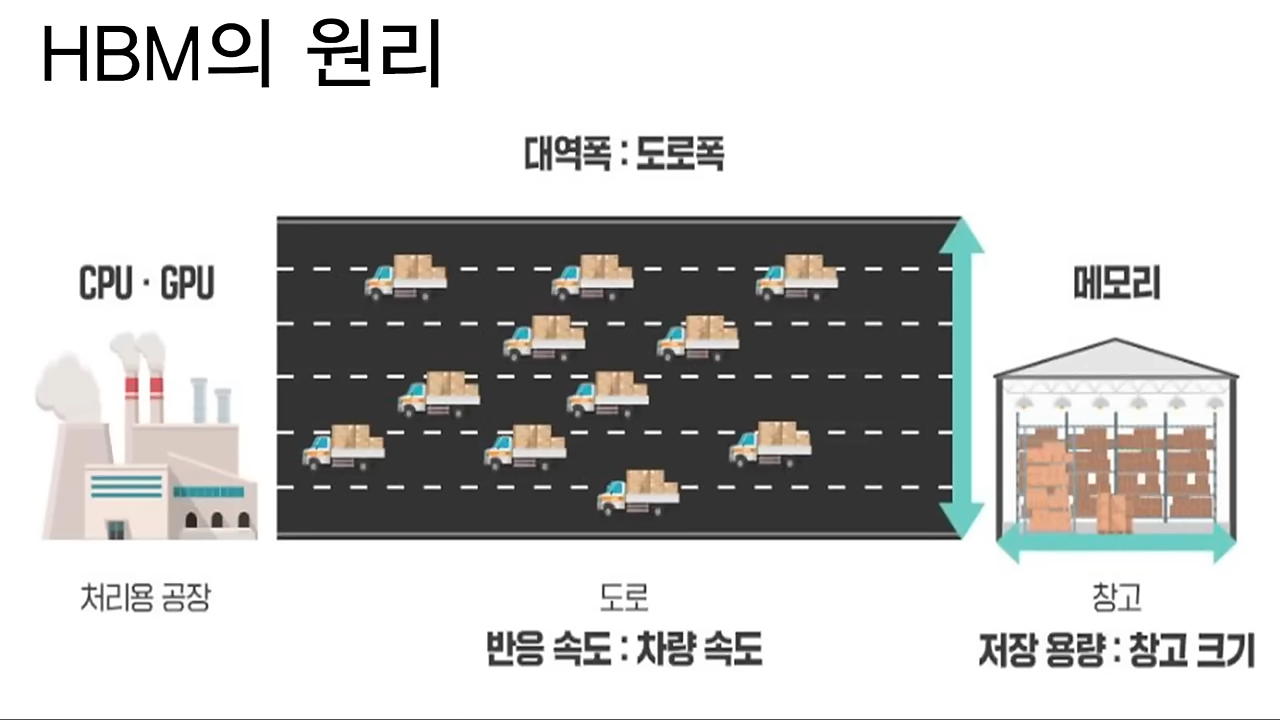 HBM의 원리
대역폭 : 도로폭
CPU · GPU
메모리
처리용 공장
도로
창고
반응 속도 : 차량 속도
저장 용량 : 창고 크기